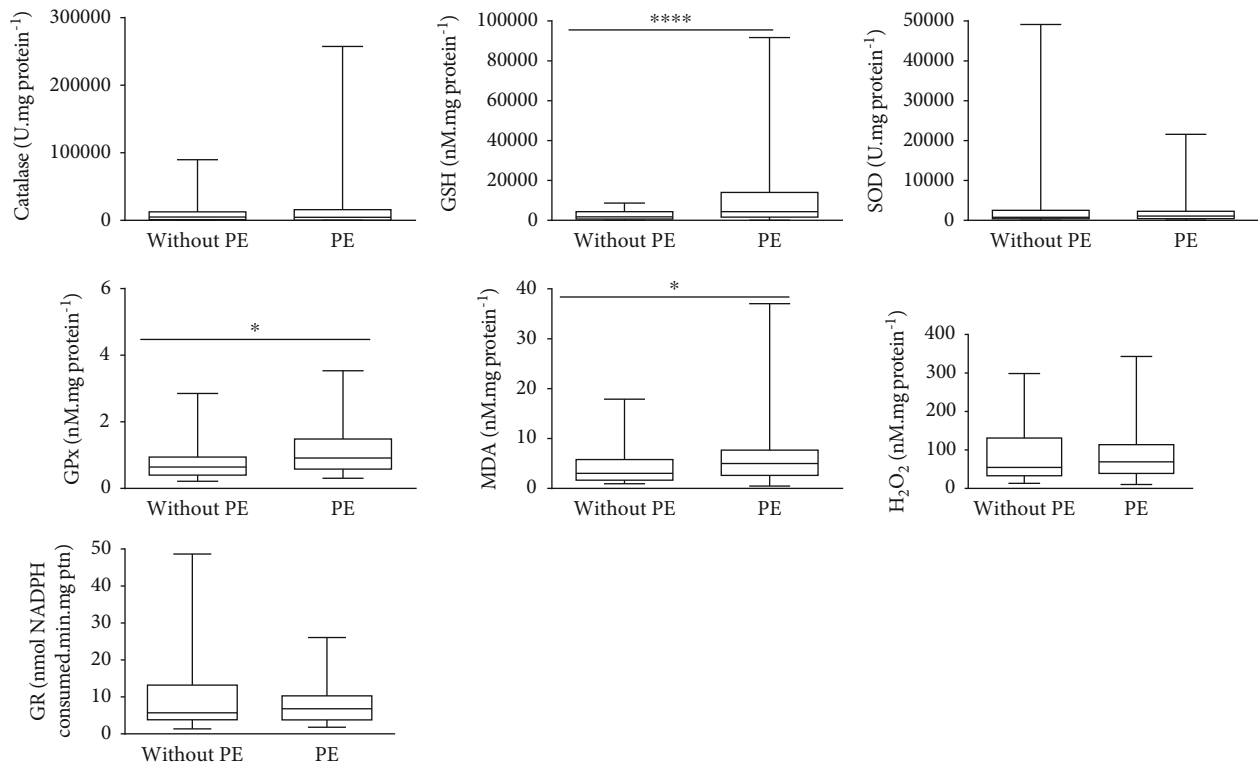 Catalase (U.mg protein-1)
300000
200000
100000
0
Without PE
PE
GSH (nM.mg protein-1)
100000
80000
60000
40000
20000
0
****
Without PE
PE
SOD (U.mg protein-1)
50000
40000
30000
20000
10000
0
Without PE
PE
GPx (nM.mg protein-1)
6
4
2
0
*
Without PE
PE
MDA (nM.mg protein-1)
40
30
20
10
0
*
Without PE
PE
H2O2 (nM.mg protein-1)
400
300
200
100
0
Without PE
PE
GR (nmol NADPH
consumed.min.mg ptn)
50
40
30
20
10
0
Without PE
PE